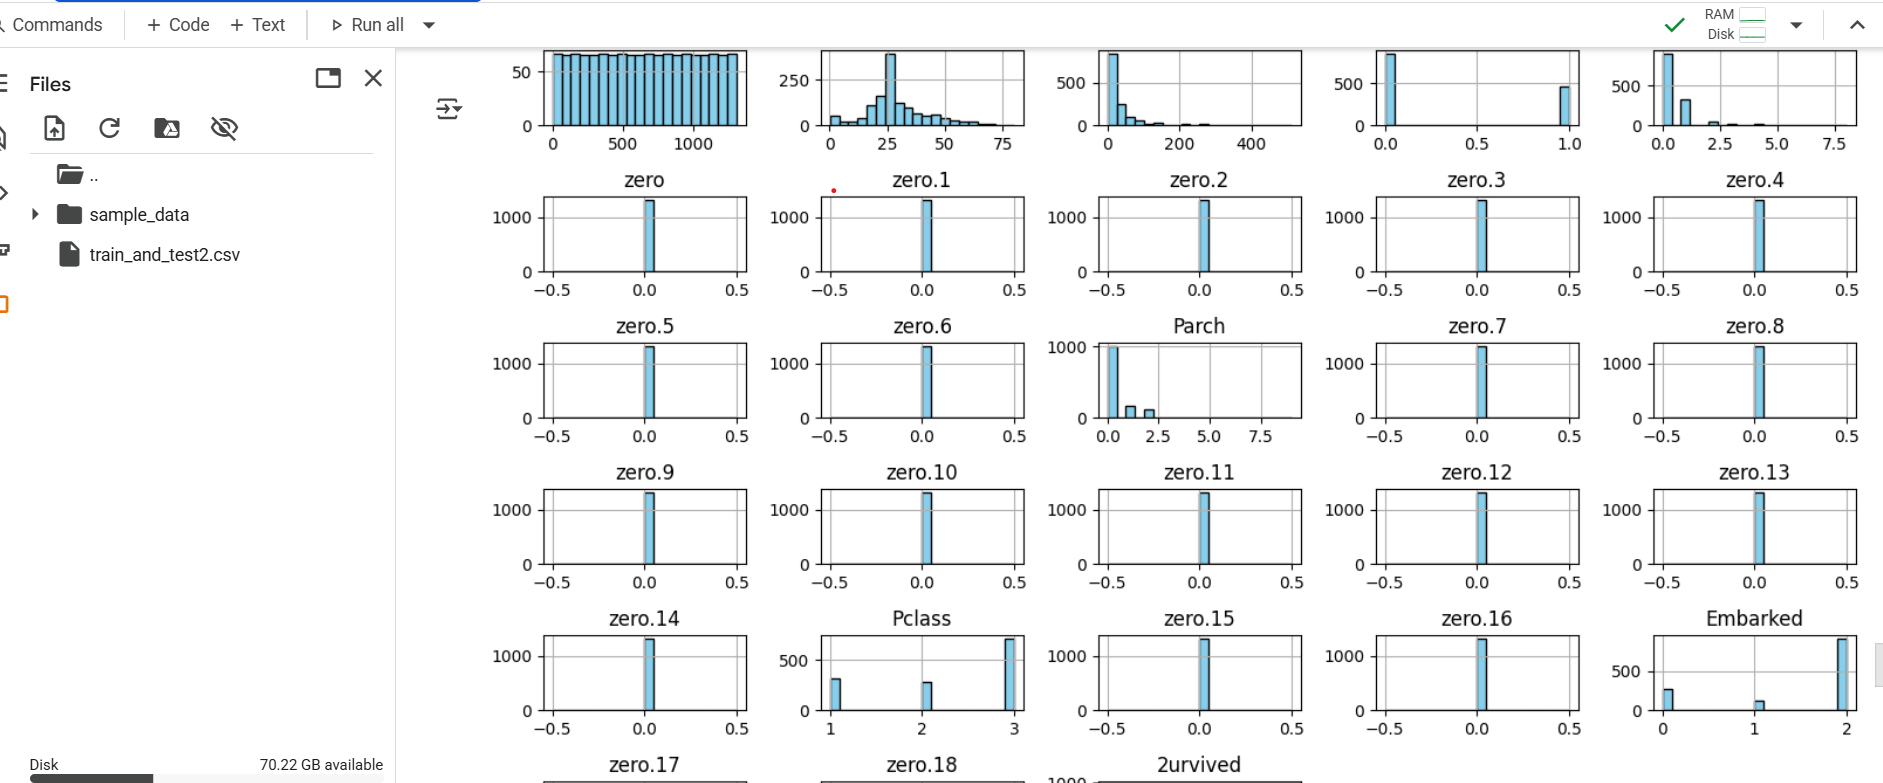 Commands + Code + Text Run all RAM Disk
Files
..
sample_data
train_and_test2.csv
Disk 70.22 GB available
50 0 0 500 1000
250 0 0 25 50 75
500 0 0 200 400
500 0 0.0 0.5 1.0
500 0 0.0 2.5 5.0 7.5
zero zero.1 zero.2 zero.3 zero.4
1000 1000 1000 1000 1000
0 0 0 0 0
−0.5 0.0 0.5 −0.5 0.0 0.5 −0.5 0.0 0.5 −0.5 0.0 0.5 −0.5 0.0 0.5
zero.5 zero.6 Parch zero.7 zero.8
1000 1000 1000 1000 1000
0 0 0 0 0
−0.5 0.0 0.5 −0.5 0.0 0.5 0.0 2.5 5.0 7.5 −0.5 0.0 0.5 −0.5 0.0 0.5
zero.9 zero.10 zero.11 zero.12 zero.13
1000 1000 1000 1000 1000
0 0 0 0 0
−0.5 0.0 0.5 −0.5 0.0 0.5 −0.5 0.0 0.5 −0.5 0.0 0.5 −0.5 0.0 0.5
zero.14 Pclass zero.15 zero.16 Embarked
1000 500 1000 1000 500
0 0 0 0 0
−0.5 0.0 0.5 1 2 3 −0.5 0.0 0.5 −0.5 0.0 0.5 0 1 2
zero.17 zero.18 2urvived
1000